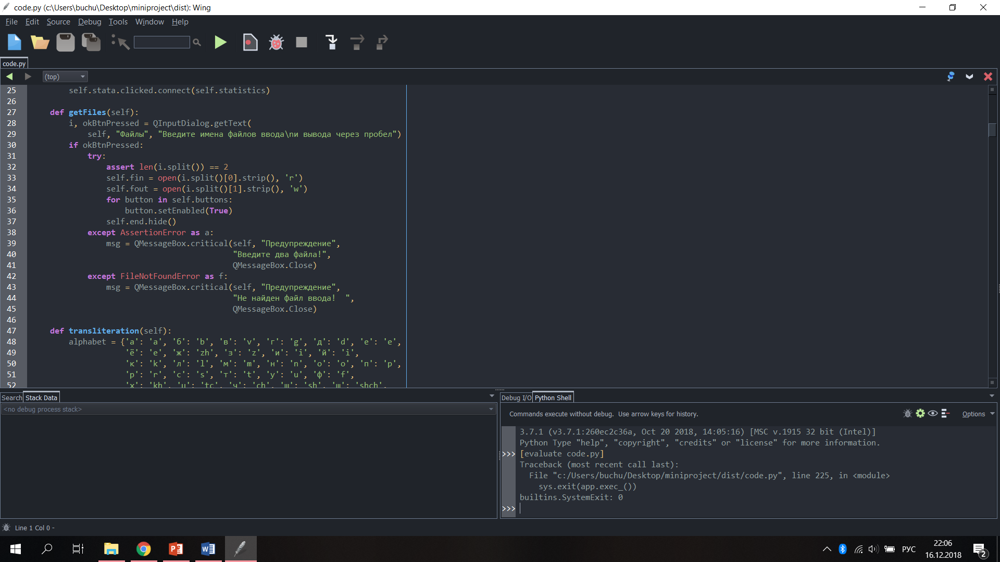 code.py (c:\Users\buchu\Desktop\miniproject\dist): Wing
File Edit Source Debug Tools Window Help
code.py
(top)
25 self.stata.clicked.connect(self.statistics)
26
27 def getFiles(self):
28 i, okBtnPressed = QInputDialog.getText(
29 self, "Файлы", "Введите имена файлов ввода\nи вывода через пробел")
30 if okBtnPressed:
31 try:
32 assert len(i.split()) == 2
33 self.fin = open(i.split()[0].strip(), 'r')
34 self.fout = open(i.split()[1].strip(), 'w')
35 for button in self.buttons:
36 button.setEnabled(True)
37 self.end.hide()
38 except AssertionError as a:
39 msg = QMessageBox.critical(self, "Предупреждение",
40 "Введите два файла!",
41 QMessageBox.Close)
42 except FileNotFoundError as f:
43 msg = QMessageBox.critical(self, "Предупреждение",
44 "Не найден файл ввода!  ",
45 QMessageBox.Close)
46
47 def transliteration(self):
48 alphabet = {'а': 'a', 'б': 'b', 'в': 'v', 'г': 'g', 'д': 'd', 'е': 'e',
49 'ё': 'e', 'ж': 'zh', 'з': 'z', 'и': 'i', 'й': 'i',
50 'к': 'k', 'л': 'l', 'м': 'm', 'н': 'n', 'о': 'o', 'п': 'p',
51 'р': 'r', 'с': 's', 'т': 't', 'у': 'u', 'ф': 'f',
52 'х': 'kh', 'ц': 'tc', 'ч': 'ch', 'ш': 'sh', 'щ': 'shch',
Search Stack Data
<no debug process stack>
Debug I/O Python Shell
Commands execute without debug.  Use arrow keys for history.
Options
3.7.1 (v3.7.1:260ec2c36a, Oct 20 2018, 14:05:16) [MSC v.1915 32 bit (Intel)]
Python Type "help", "copyright", "credits" or "license" for more information.
>>> [evaluate code.py]
Traceback (most recent call last):
File "c:/Users/buchu/Desktop/miniproject/dist/code.py", line 225, in <module>
sys.exit(app.exec_())
builtins.SystemExit: 0
>>>
Line 1 Col 0 -
РУС
22:06
16.12.2018
2